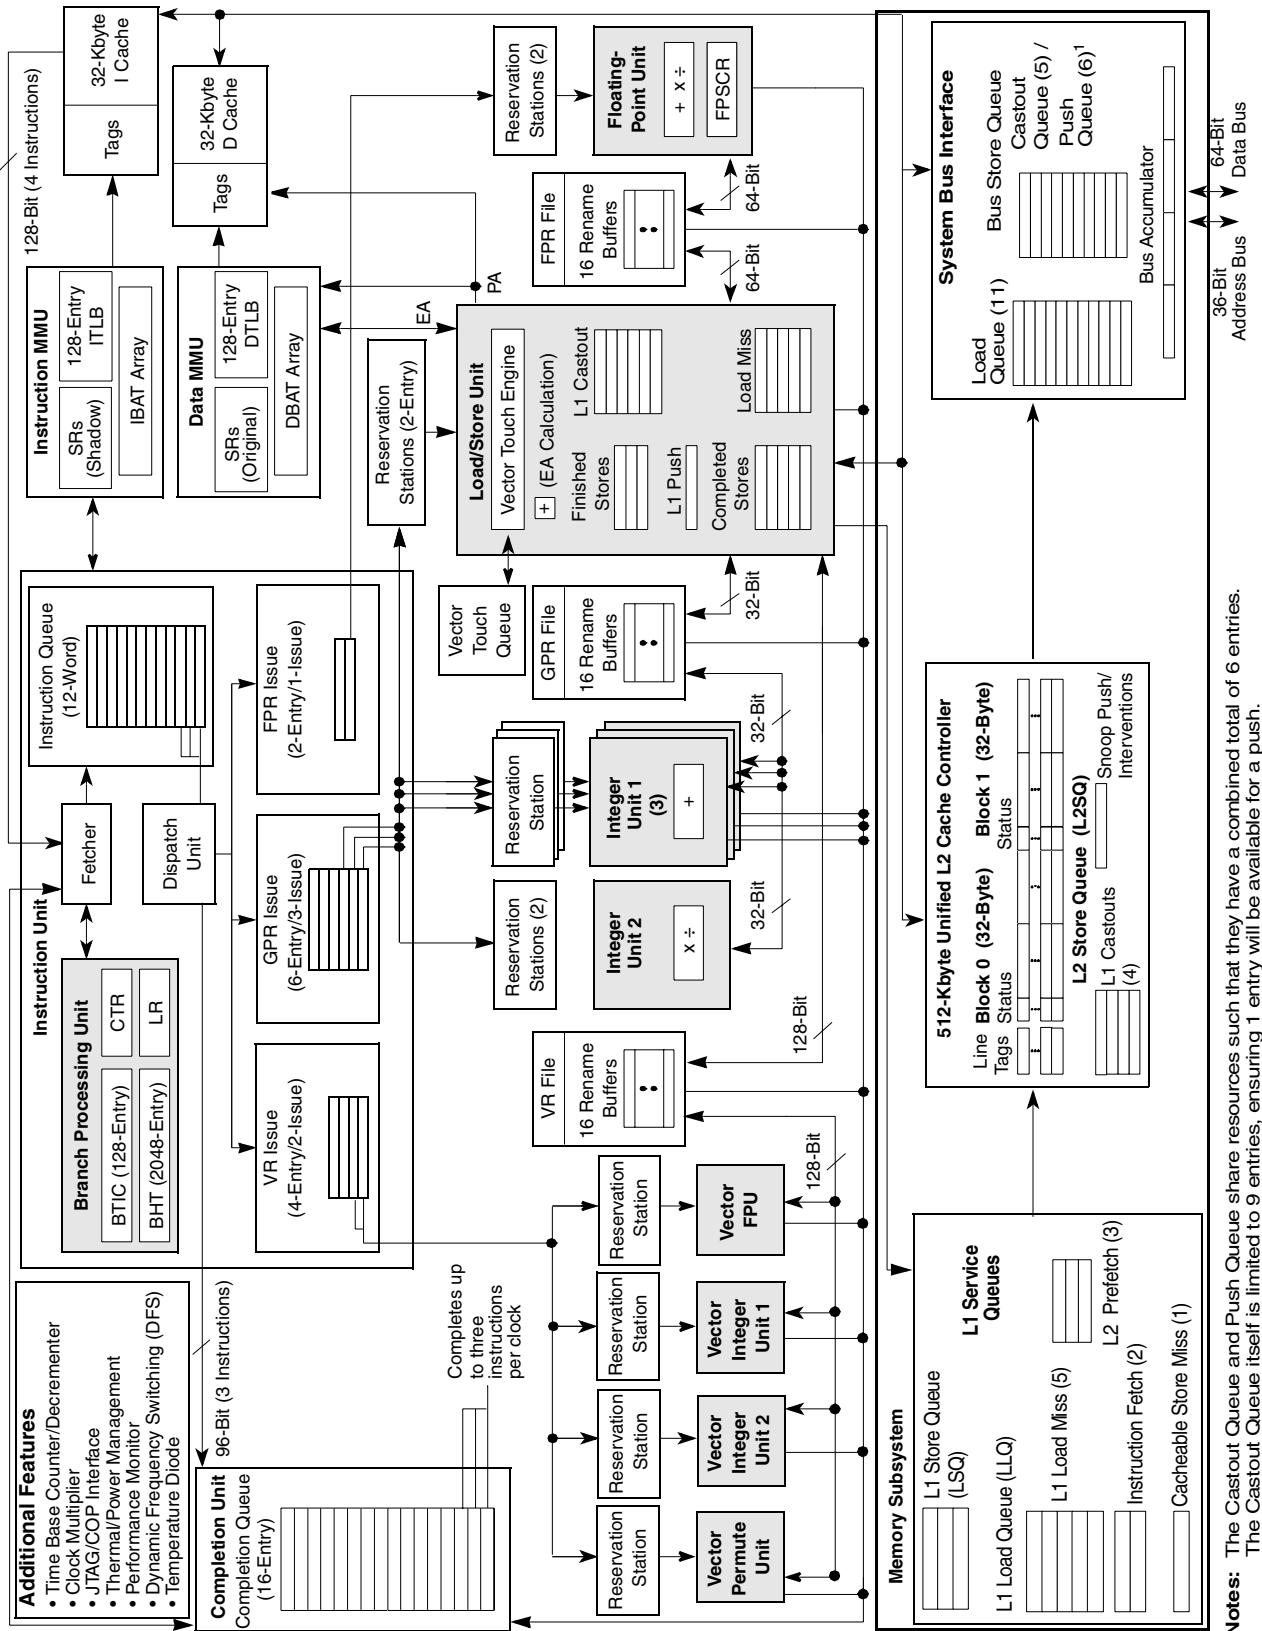 Additional Features
• Time Base Counter/Decrementer
• Clock Multiplier
• JTAG/COP Interface
• Thermal/Power Management
• Performance Monitor
• Dynamic Frequency Switching (DFS)
• Temperature Diode
Instruction Unit
Branch Processing Unit
BTIC (128-Entry)
CTR
BHT (2048-Entry)
LR
Fetcher
Instruction Queue
(12-Word)
Dispatch
Unit
VR Issue
(4-Entry/2-Issue)
GPR Issue
(6-Entry/3-Issue)
FPR Issue
(2-Entry/1-Issue)
128-Bit (4 Instructions)
Instruction MMU
SRs
(Shadow)
128-Entry
ITLB
IBAT Array
Tags
32-Kbyte
I Cache
Data MMU
SRs
(Original)
128-Entry
DTLB
DBAT Array
Tags
32-Kbyte
D Cache
EA
PA
96-Bit (3 Instructions)
Completion Unit
Completion Queue
(16-Entry)
Completes up
to three
instructions
per clock
Reservation
Station
Reservation
Station
Reservation
Station
Reservation
Station
Vector
Permute
Unit
Vector
Integer
Unit 2
Vector
Integer
Unit 1
Vector
FPU
128-Bit
VR File
16 Rename
Buffers
128-Bit
Reservation
Stations (2)
Integer
Unit 2
x ÷
32-Bit
Reservation
Station
Integer
Unit 1
(3)
+
32-Bit
GPR File
16 Rename
Buffers
32-Bit
Vector
Touch
Queue
Reservation
Stations (2-Entry)
Load/Store Unit
Vector Touch Engine
+
(EA Calculation)
Finished
Stores
L1 Castout
L1 Push
Completed
Stores
Load Miss
64-Bit
FPR File
16 Rename
Buffers
64-Bit
Reservation
Stations (2)
Floating-
Point Unit
+ x ÷
FPSCR
Memory Subsystem
L1 Store Queue
(LSQ)
L1 Service
Queues
L1 Load Queue (LLQ)
L1 Load Miss (5)
L2 Prefetch (3)
Instruction Fetch (2)
Cacheable Store Miss (1)
512-Kbyte Unified L2 Cache Controller
Line
Tags
Block 0 (32-Byte)
Status
Block 1 (32-Byte)
Status
L2 Store Queue (L2SQ)
L1 Castouts
(4)
Snoop Push/
Interventions
System Bus Interface
Load
Queue (11)
Bus Store Queue
Castout
Queue (5) /
Push
Queue (6)1
Bus Accumulator
36-Bit
Address Bus
64-Bit
Data Bus
Notes: The Castout Queue and Push Queue share resources such that they have a combined total of 6 entries.
The Castout Queue itself is limited to 9 entries, ensuring 1 entry will be available for a push.